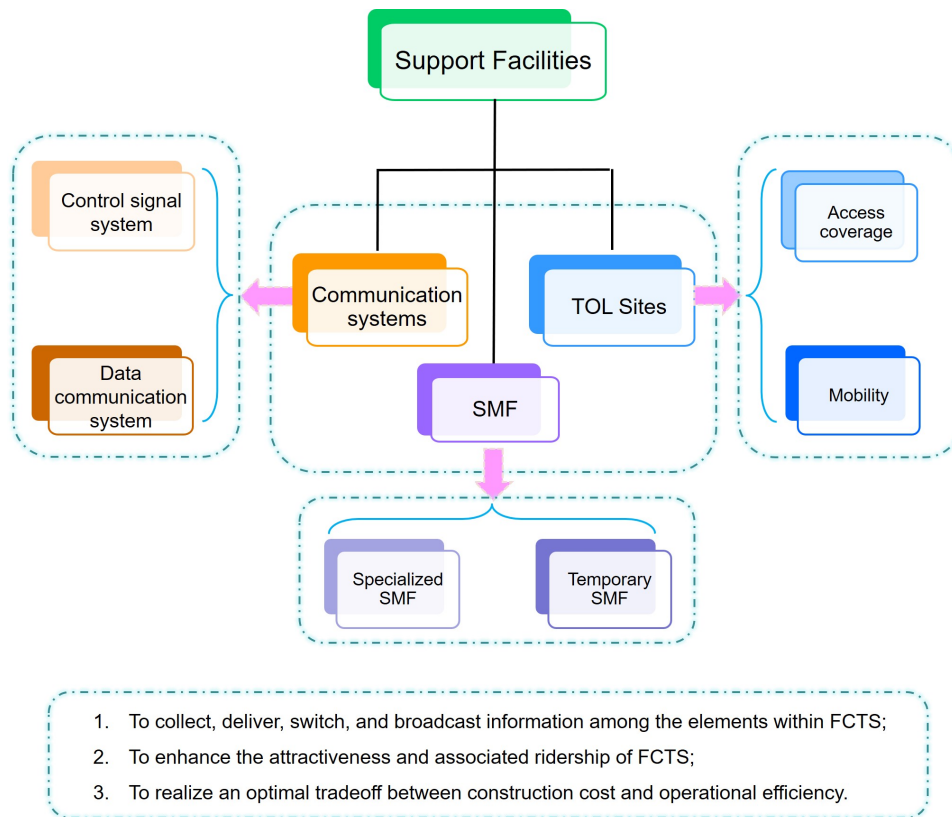 Support Facilities
Control signal
system
Access
coverage
Communication
systems
TOL Sites
Data
communication
system
SMF
Mobility
Specialized
SMF
Temporary
SMF
1. To collect, deliver, switch, and broadcast information among the elements within FCTS;
2. To enhance the attractiveness and associated ridership of FCTS;
3. To realize an optimal tradeoff between construction cost and operational efficiency.